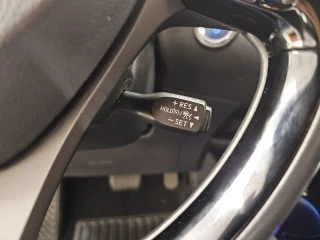 + RES ▲
HOLD
− SET ▼